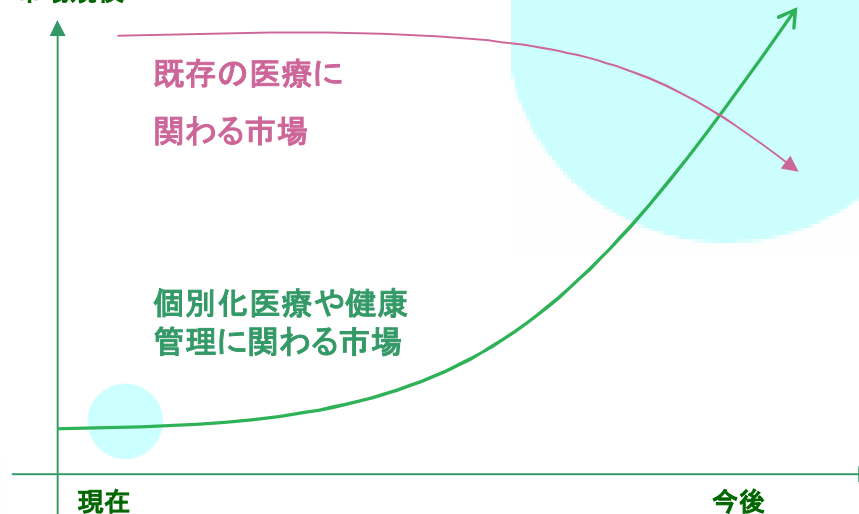 既存の医療に
関わる市場
個別化医療や健康
管理に関わる市場
現在
今後